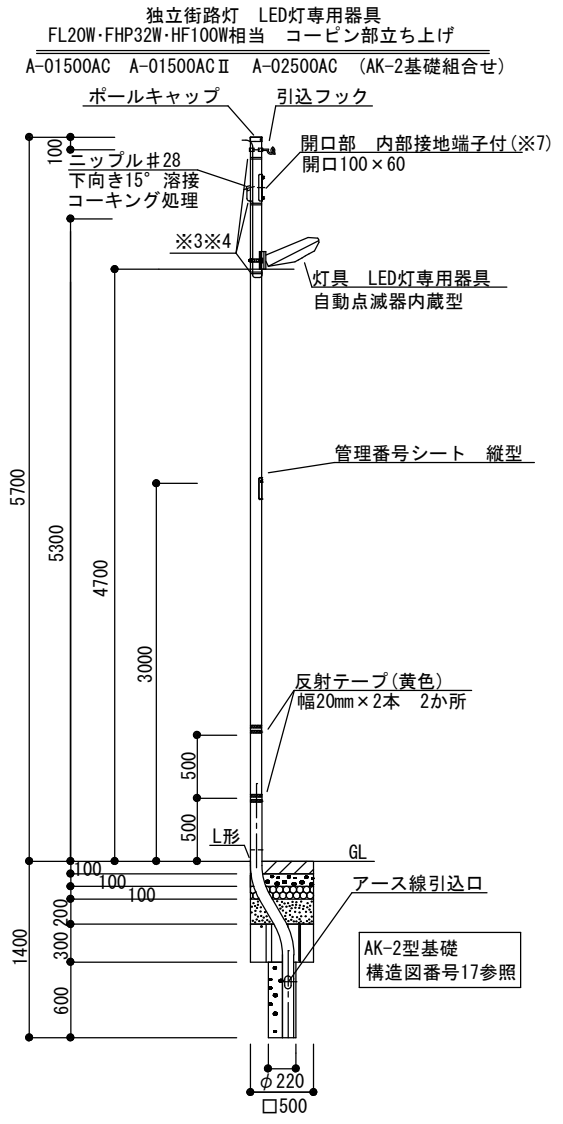 独立街路灯　LED灯専用器具
FL20W･FHP32W･HF100W相当　コーピン部立ち上げ
A-01500AC　A-01500ACⅡ　A-02500AC　(AK-2基礎組合せ)
ポールキャップ
引込フック
100
ニップル＃28
下向き15°溶接
コーキング処理
開口部　内部接地端子付(※7)
開口100×60
※3※4
灯具　LED灯専用器具
自動点滅器内蔵型
管理番号シート　縦型
5700
5300
4700
3000
反射テープ(黄色)
幅20mm×2本　2か所
500
500
L形
GL
100
100
100
アース線引込口
200
300
1400
600
AK-2型基礎
構造図番号17参照
φ220
□500